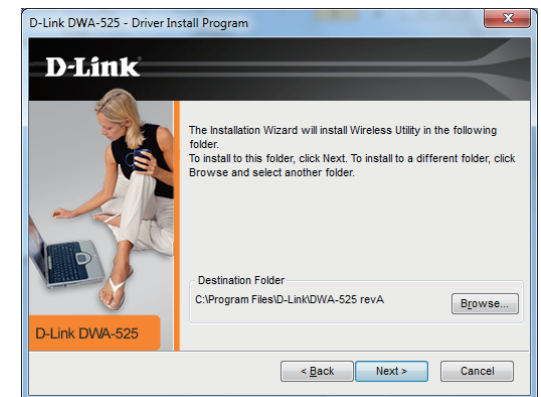 D-Link DWA-525 - Driver Install Program
D-Link
The Installation Wizard will install Wireless Utility in the following
folder.
To install to this folder, click Next. To install to a different folder, click
Browse and select another folder.
Destination Folder
C:\Program Files\D-Link\DWA-525 revA
Browse...
D-Link DWA-525
< Back
Next >
Cancel